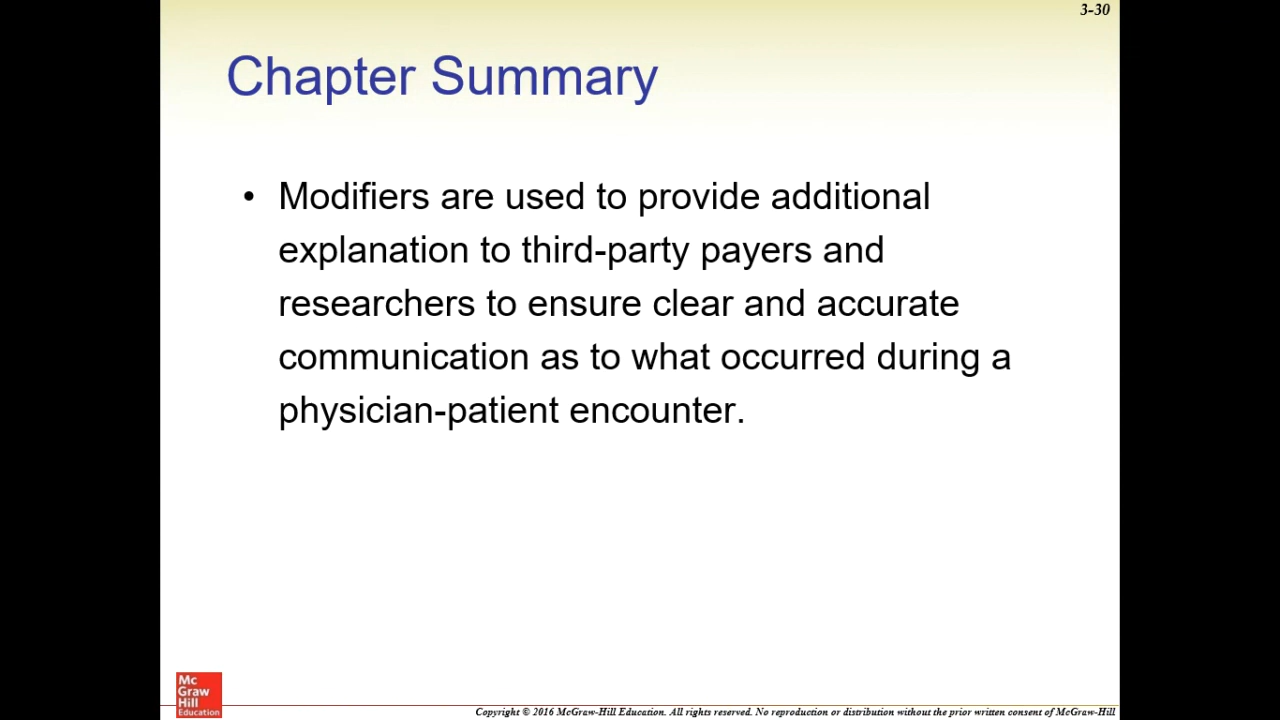 3-30
Chapter Summary
• Modifiers are used to provide additional
explanation to third-party payers and
researchers to ensure clear and accurate
communication as to what occurred during a
physician-patient encounter.
Mc
Graw
Hill
Education
Copyright © 2016 McGraw-Hill Education. All rights reserved. No reproduction or distribution without the prior written consent of McGraw-Hill